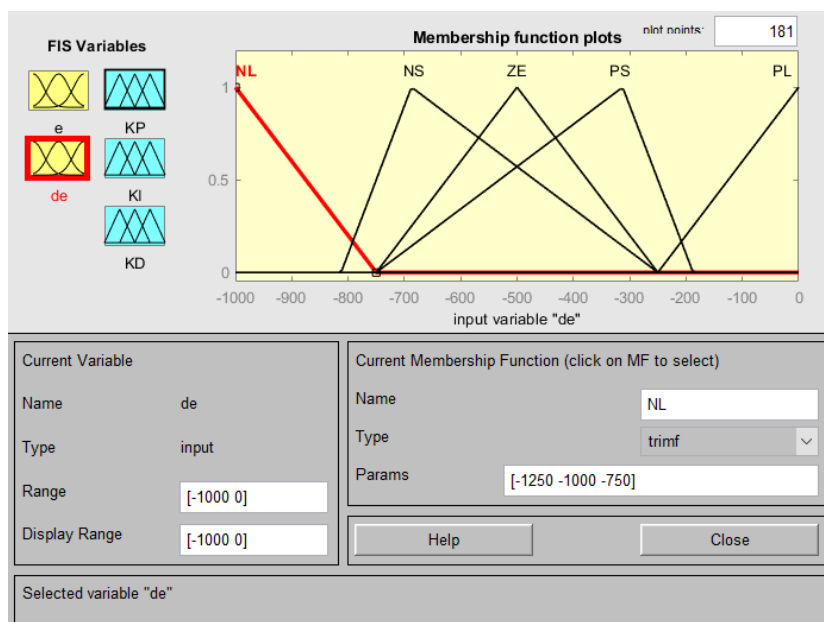 FIS Variables
e
KP
de
KI
KD
Membership function plots
plot points:
181
NL
NS
ZE
PS
PL
1
0.5
0
-1000 -900 -800 -700 -600 -500 -400 -300 -200 -100 0
input variable "de"
Current Variable
Name de
Type input
Range [-1000 0]
Display Range [-1000 0]
Current Membership Function (click on MF to select)
Name NL
Type trimf
Params [-1250 -1000 -750]
Help
Close
Selected variable "de"